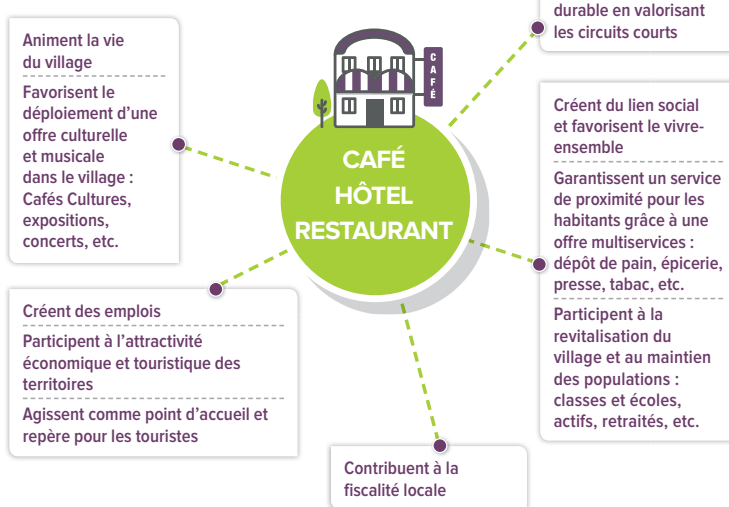 durable en valorisant
les circuits courts
Animent la vie
du village
Favorisent le
déploiement d'une
offre culturelle
et musicale
dans le village :
Cafés Cultures,
expositions,
concerts, etc.
CAFÉ
CAFÉ
HÔTEL
RESTAURANT
Créent du lien social
et favorisent le vivre-
ensemble
Garantissent un service
de proximité pour les
habitants grâce à une
offre multiservices :
dépôt de pain, épicerie,
presse, tabac, etc.
Participent à la
revitalisation du
village et au maintien
des populations :
classes et écoles,
actifs, retraités, etc.
Créent des emplois
Participent à l'attractivité
économique et touristique des
territoires
Agissent comme point d'accueil et
repère pour les touristes
Contribuent à la
fiscalité locale